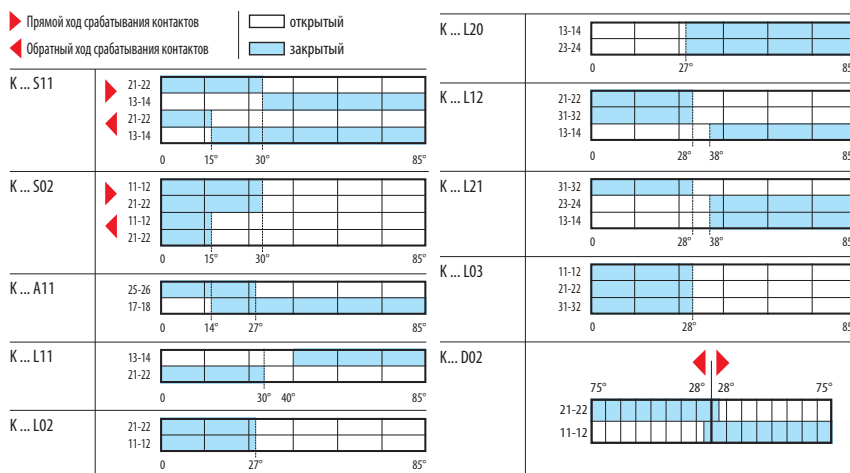 Прямой ход срабатывания контактов
Обратный ход срабатывания контактов
открытый
закрытый
K ... S11
21-22
13-14
21-22
13-14
0 15° 30° 85°
K ... S02
11-12
21-22
11-12
21-22
0 15° 30° 85°
K ... A11
25-26
17-18
0 14° 27° 85°
K ... L11
13-14
21-22
0 30° 40° 85°
K ... L02
21-22
11-12
0 27° 85°
K ... L20
13-14
23-24
0 27° 85
K ... L12
21-22
31-32
13-14
0 28° 38° 85
K ... L21
31-32
23-24
13-14
0 28° 38° 85
K ... L03
11-12
21-22
31-32
0 28° 85
K... D02
75° 28° 28° 75°
21-22
11-12